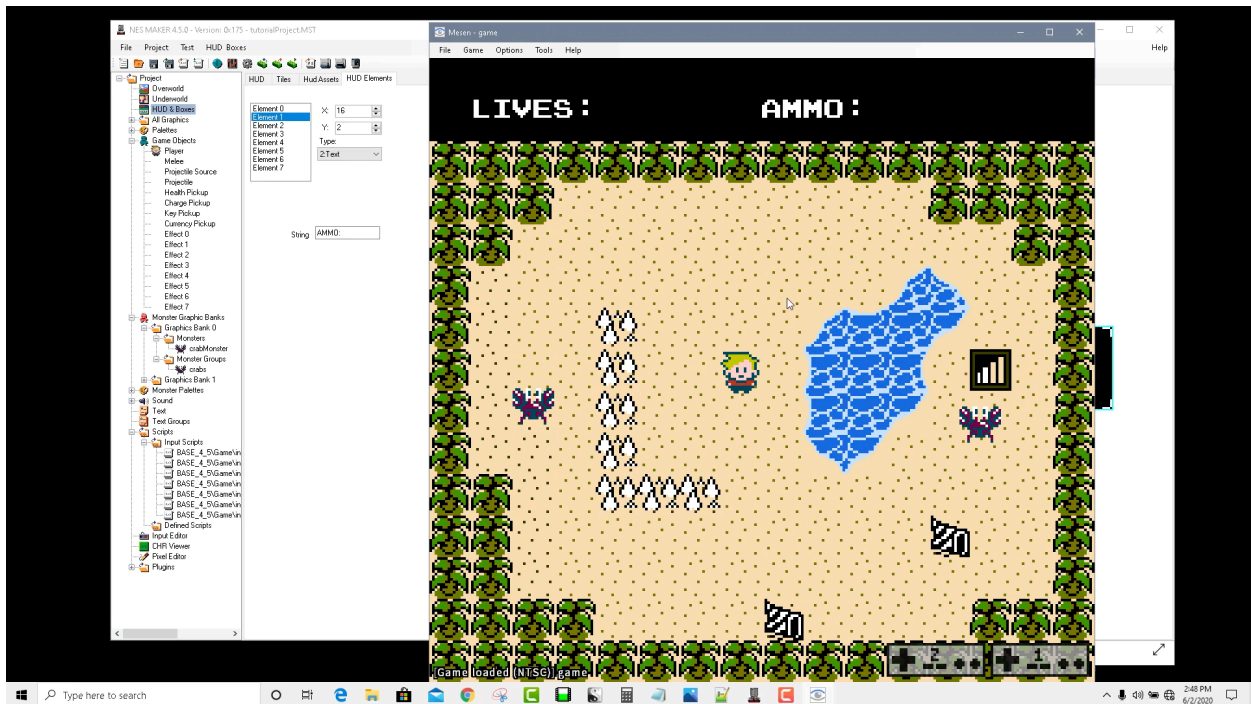 NES MAKER 4.5.0 - Version: 0x175 - tutorialProject.MST
File Project Test HUD Boxes
Help
Project
Overworld
Underworld
HUD & Boxes
All Graphics
Palettes
Game Objects
Player
Melee
Projectile Source
Projectile
Health Pickup
Charge Pickup
Key Pickup
Currency Pickup
Effect 0
Effect 1
Effect 2
Effect 3
Effect 4
Effect 5
Effect 6
Effect 7
Monster Graphic Banks
Graphics Bank 0
Monsters
crabMonster
Monster Groups
crabs
Graphics Bank 1
Monster Palettes
Sound
Text
Text Groups
Scripts
Input Scripts
BASE_4_5\Game\in
BASE_4_5\Game\in
BASE_4_5\Game\in
BASE_4_5\Game\in
BASE_4_5\Game\in
BASE_4_5\Game\in
BASE_4_5\Game\in
Defined Scripts
Input Editor
CHR Viewer
Pixel Editor
Plugins
HUD Tiles Hud Assets HUD Elements
Element 0
Element 1
Element 2
Element 3
Element 4
Element 5
Element 6
Element 7
X: 16
Y: 2
Type:
2:Text
String AMMO:
Mesen - game
File Game Options Tools Help
LIVES: AMMO:
2 1
[Game loaded (NTSC)] game
Type here to search
2:48 PM
6/2/2020